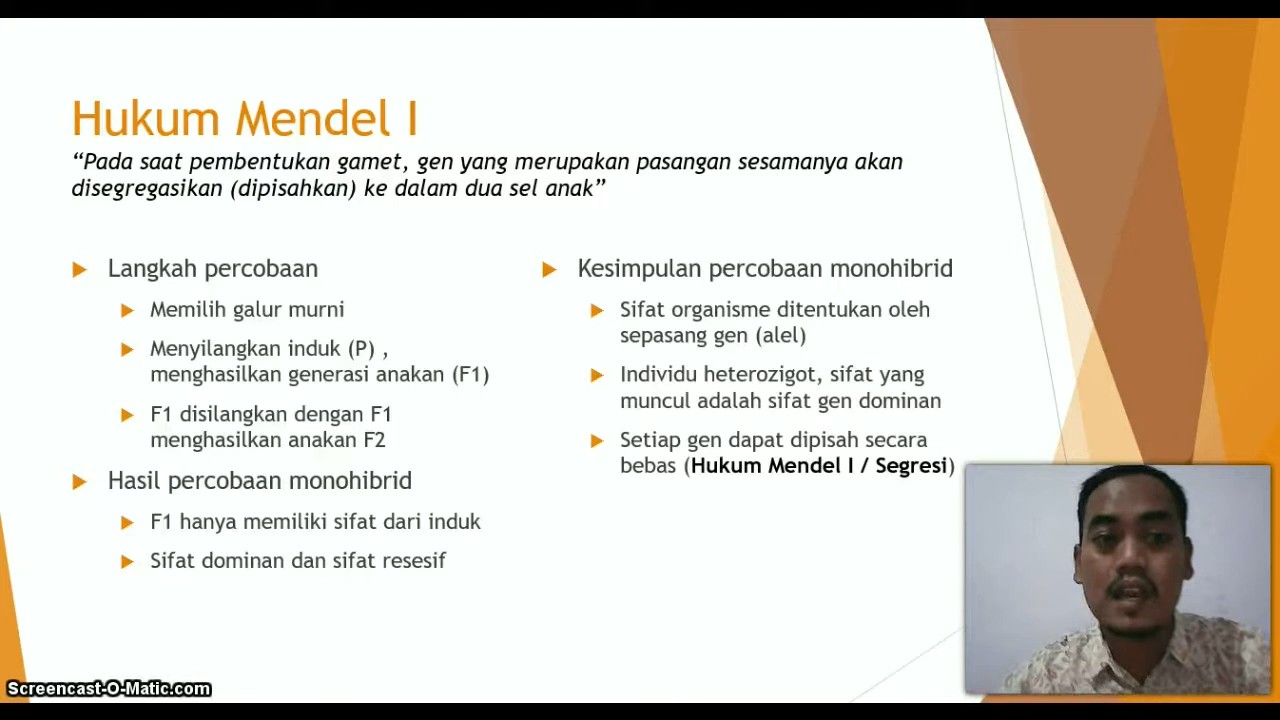 Hukum Mendel I
“Pada saat pembentukan gamet, gen yang merupakan pasangan sesamanya akan
disegregasikan (dipisahkan) ke dalam dua sel anak”
Langkah percobaan
Memilih galur murni
Menyilangkan induk (P) ,
menghasilkan generasi anakan (F1)
F1 disilangkan dengan F1
menghasilkan anakan F2
Hasil percobaan monohibrid
F1 hanya memiliki sifat dari induk
Sifat dominan dan sifat resesif
Kesimpulan percobaan monohibrid
Sifat organisme ditentukan oleh
sepasang gen (alel)
Individu heterozigot, sifat yang
muncul adalah sifat gen dominan
Setiap gen dapat dipisah secara
bebas (Hukum Mendel I / Segresi)
Screencast-O-Matic.com